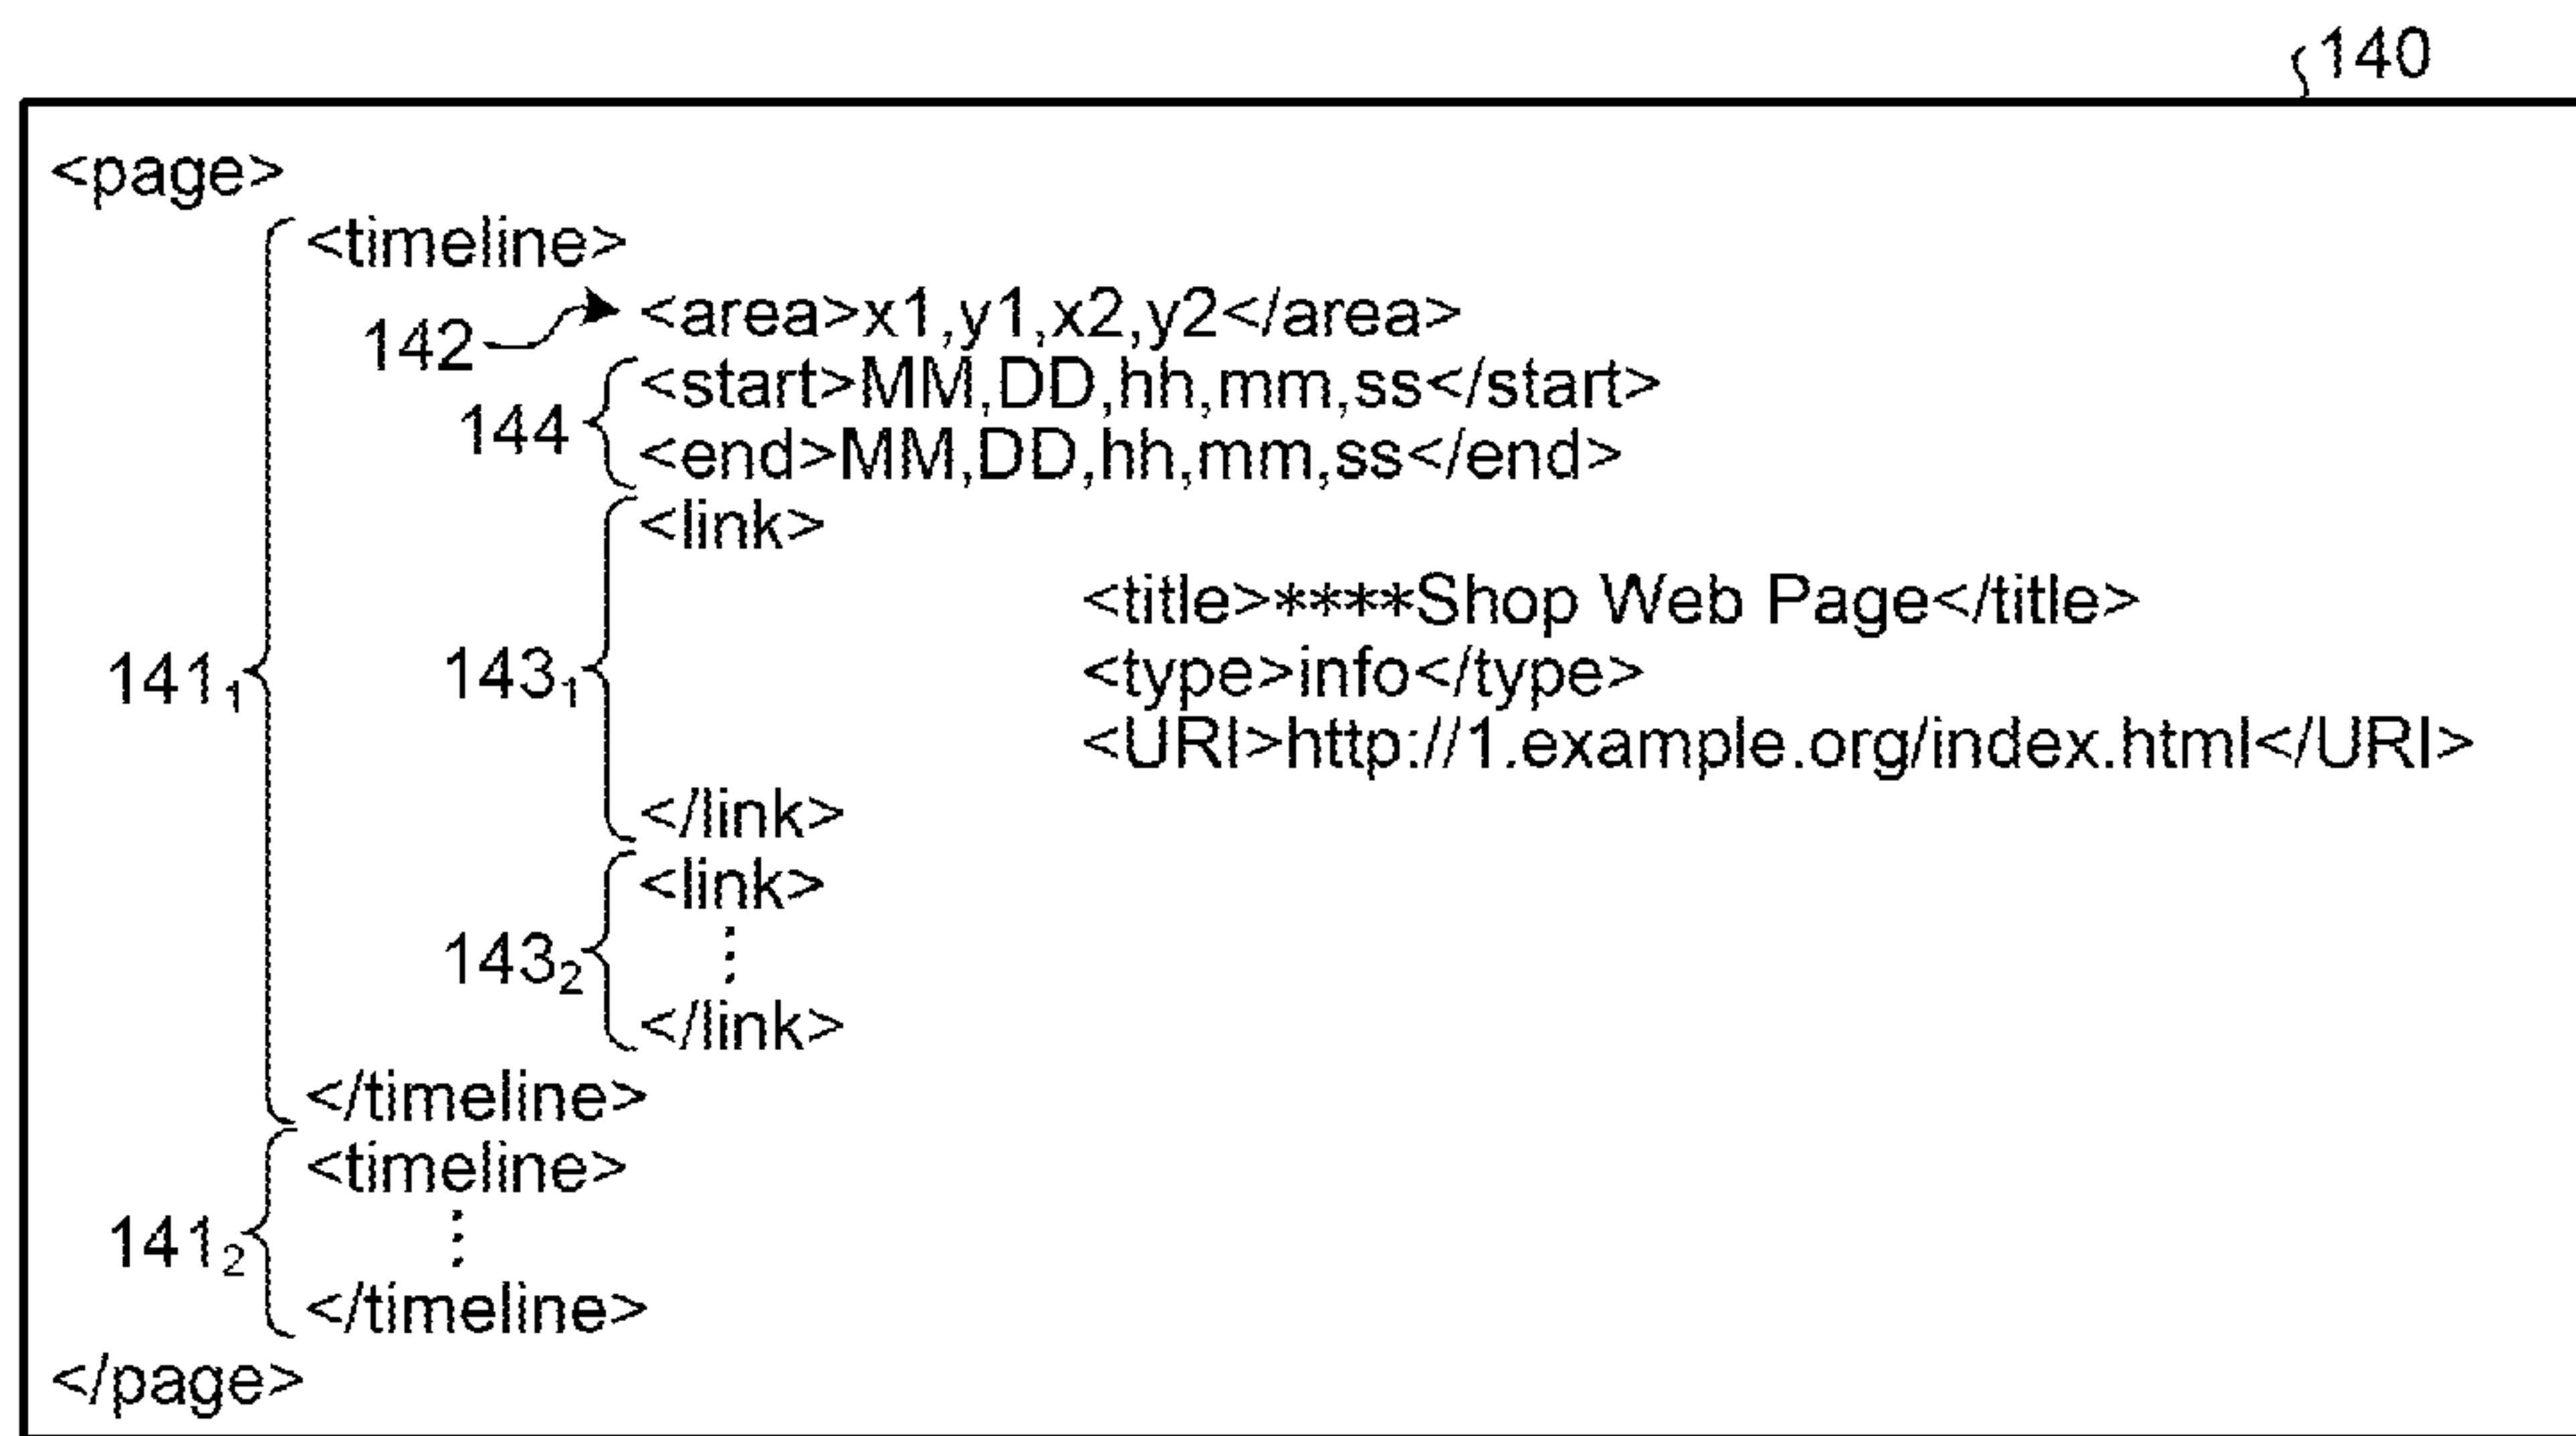 140
<page>
<timeline>
142 <area>x1,y1,x2,y2</area>
<start>MM,DD,hh,mm,ss</start>
144
<end>MM,DD,hh,mm,ss</end>
<link>
<title>****Shop Web Page</title>
141₁ 143₁ <type>info</type>
<URI>http://1.example.org/index.html</URI>
</link>
<link>
143₂ ⋮
</link>
</timeline>
<timeline>
141₂ ⋮
</timeline>
</page>